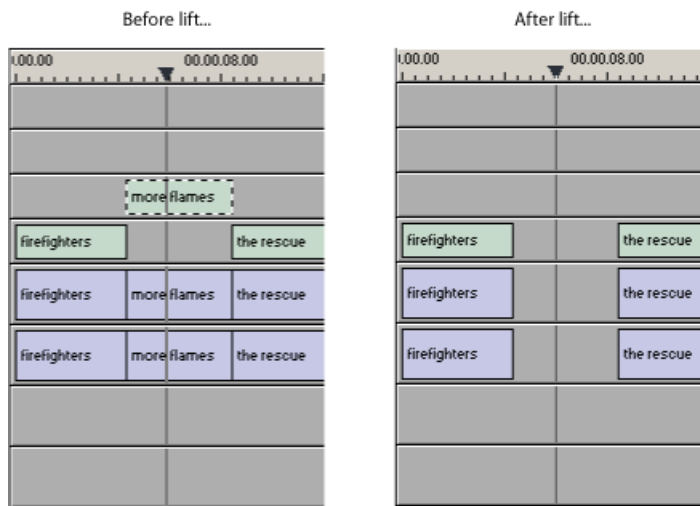 Before lift...
After lift...
:00.00 00.00.08.00
more flames
firefighters the rescue
firefighters more flames the rescue
firefighters more flames the rescue
:00.00 00.00.08.00
firefighters the rescue
firefighters the rescue
firefighters the rescue